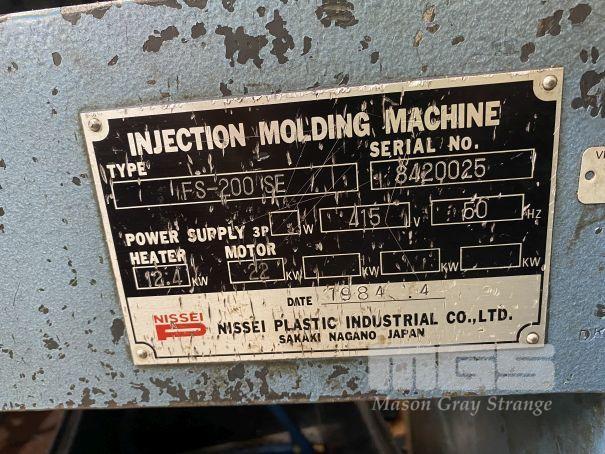 INJECTION MOLDING MACHINE
TYPE SERIAL NO.
FS-200 SE 8420025
POWER SUPPLY 3P W 415 V 50 HZ
HEATER MOTOR
12.4 KW 22 KW KW KW KW
DATE 1984 . 4
NISSEI
NISSEI PLASTIC INDUSTRIAL CO.,LTD.
SAKAKI NAGANO JAPAN
MGS
Mason Gray Strange